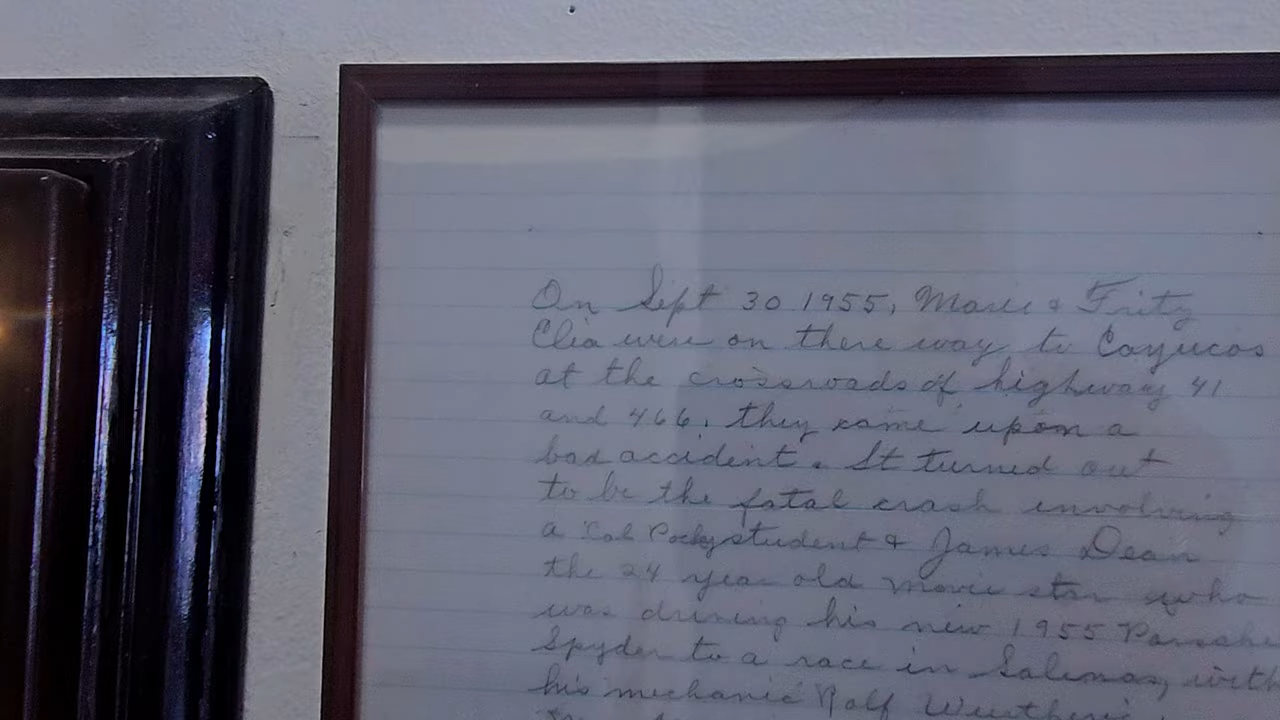 On Sept 30 1955, Marie & Fritz
Elia were on there way to Cayucos
at the crossroads of highway 41
and 466. they came upon a
bad accident. It turned out
to be the fatal crash involving
a Cal Poly student & James Dean
the 24 year old movie star who
was driving his new 1955 Porsche
Spyder to a race in Salinas, with
his mechanic Rolf